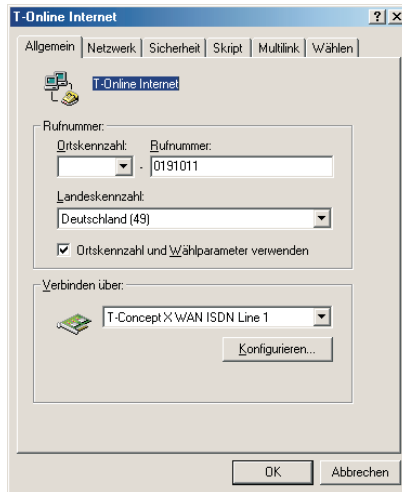 T-Online Internet
Allgemein Netzwerk Sicherheit Skript Multilink Wählen
T-Online Internet
Rufnummer:
Ortskennzahl: Rufnummer:
- 0191011
Landeskennzahl:
Deutschland (49)
Ortskennzahl und Wählparameter verwenden
Verbinden über:
T-Concept X WAN ISDN Line 1
Konfigurieren...
OK Abbrechen